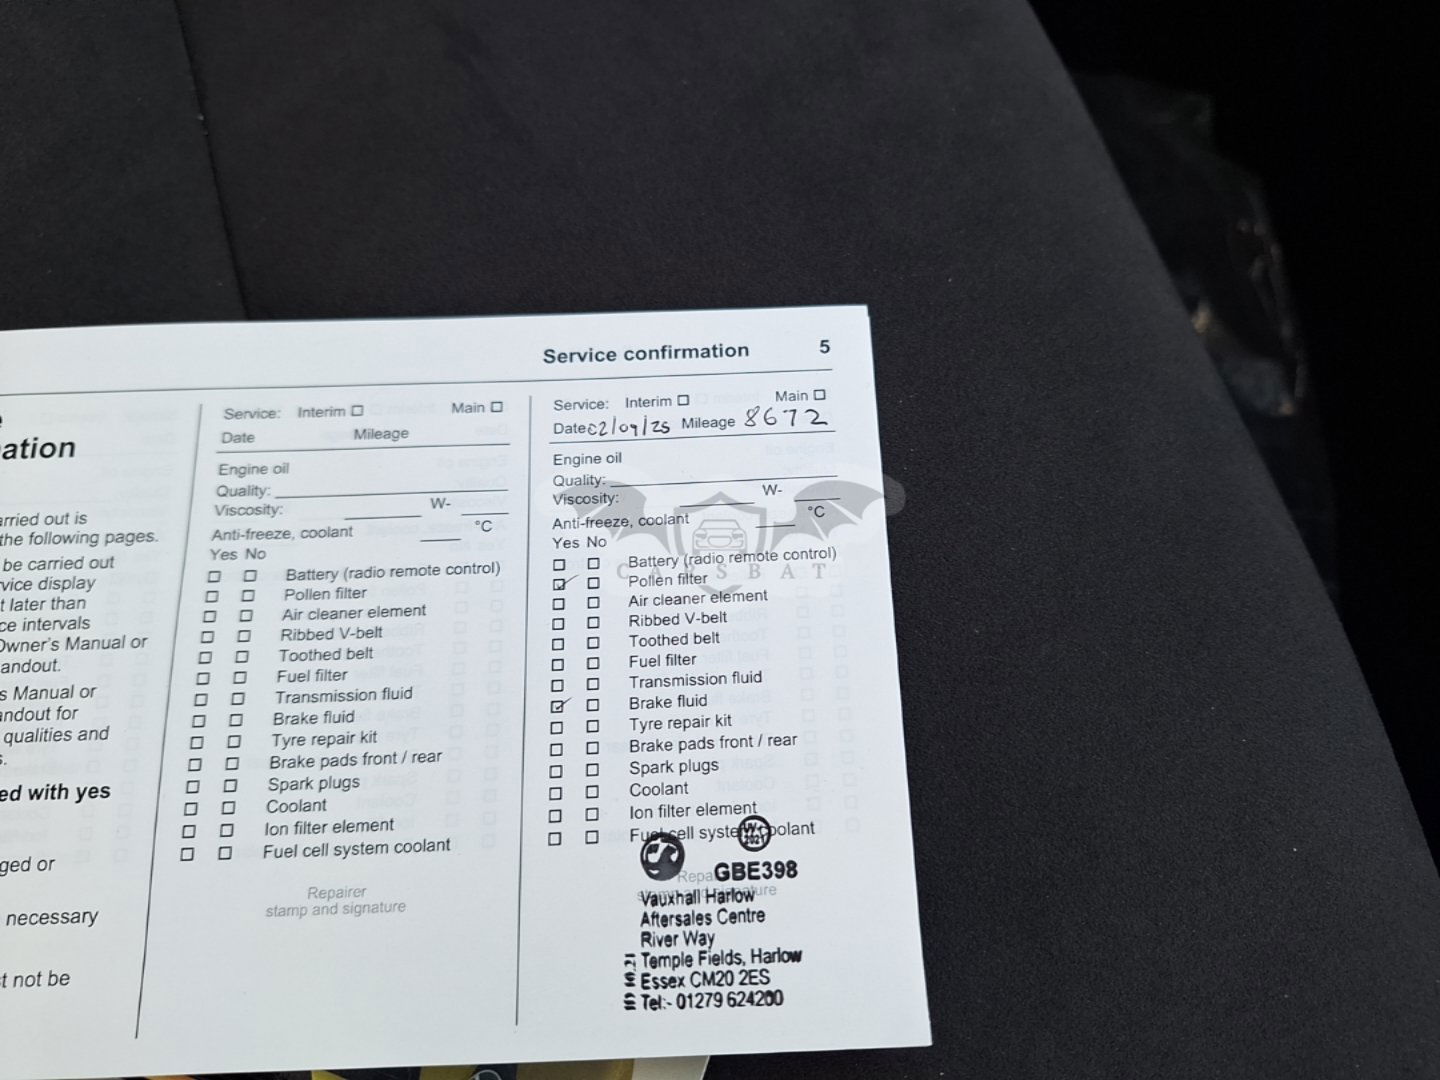 Service confirmation 5
ation
arried out is
the following pages.
be carried out
vice display
t later than
ce intervals
Owner's Manual or
andout.
s Manual or
andout for
qualities and
s.
ed with yes
ged or
necessary
t not be
Service: Interim Main
Date Mileage
Engine oil
Quality:
Viscosity: W-
Anti-freeze, coolant °C
Yes No
Battery (radio remote control)
Pollen filter
Air cleaner element
Ribbed V-belt
Toothed belt
Fuel filter
Transmission fluid
Brake fluid
Tyre repair kit
Brake pads front / rear
Spark plugs
Coolant
Ion filter element
Fuel cell system coolant
Repairer
stamp and signature
Service: Interim Main
Date 02/09/25 Mileage 8672
Engine oil
Quality:
Viscosity: W-
Anti-freeze, coolant °C
Yes No
Battery (radio remote control)
CARSBAT
Pollen filter
Air cleaner element
Ribbed V-belt
Toothed belt
Fuel filter
Transmission fluid
Brake fluid
Tyre repair kit
Brake pads front / rear
Spark plugs
Coolant
Ion filter element
Fuel cell system coolant
2021
GBE398
Vauxhall Harlow
Aftersales Centre
River Way
Temple Fields, Harlow
Essex CM20 2ES
Tel:- 01279 624200